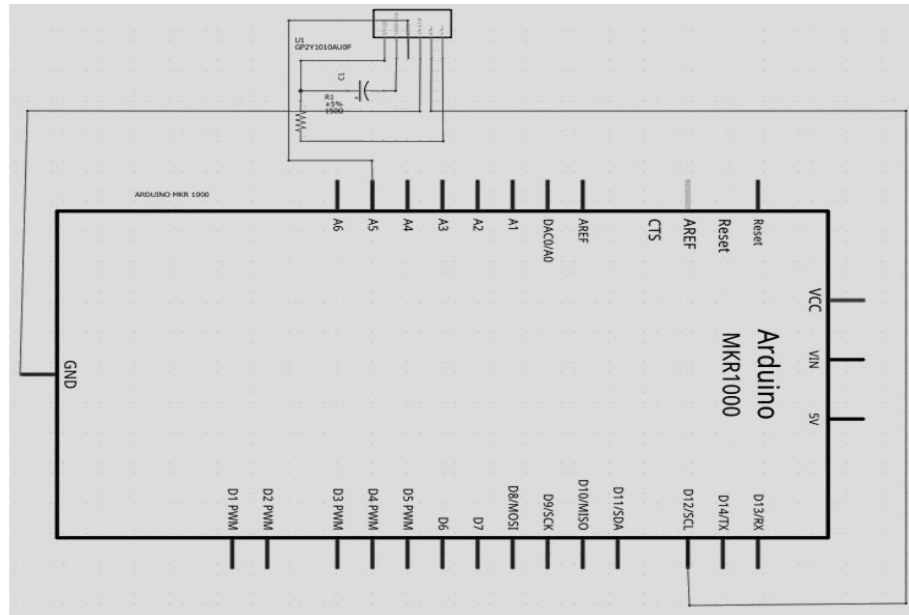 U1
GP2Y1010AU0F
C1
R1
±5%
150Ω
ARDUINO MKR 1000
A6
A5
A4
A3
A2
A1
DAC0/A0
AREF
CTS
AREF
Reset
Reset
VCC
VIN
5V
Arduino
MKR1000
GND
D1 PWM
D2 PWM
D3 PWM
D4 PWM
D5 PWM
D6
D7
D8/MOSI
D9/SCK
D10/MISO
D11/SDA
D12/SCL
D14/TX
D13/RX